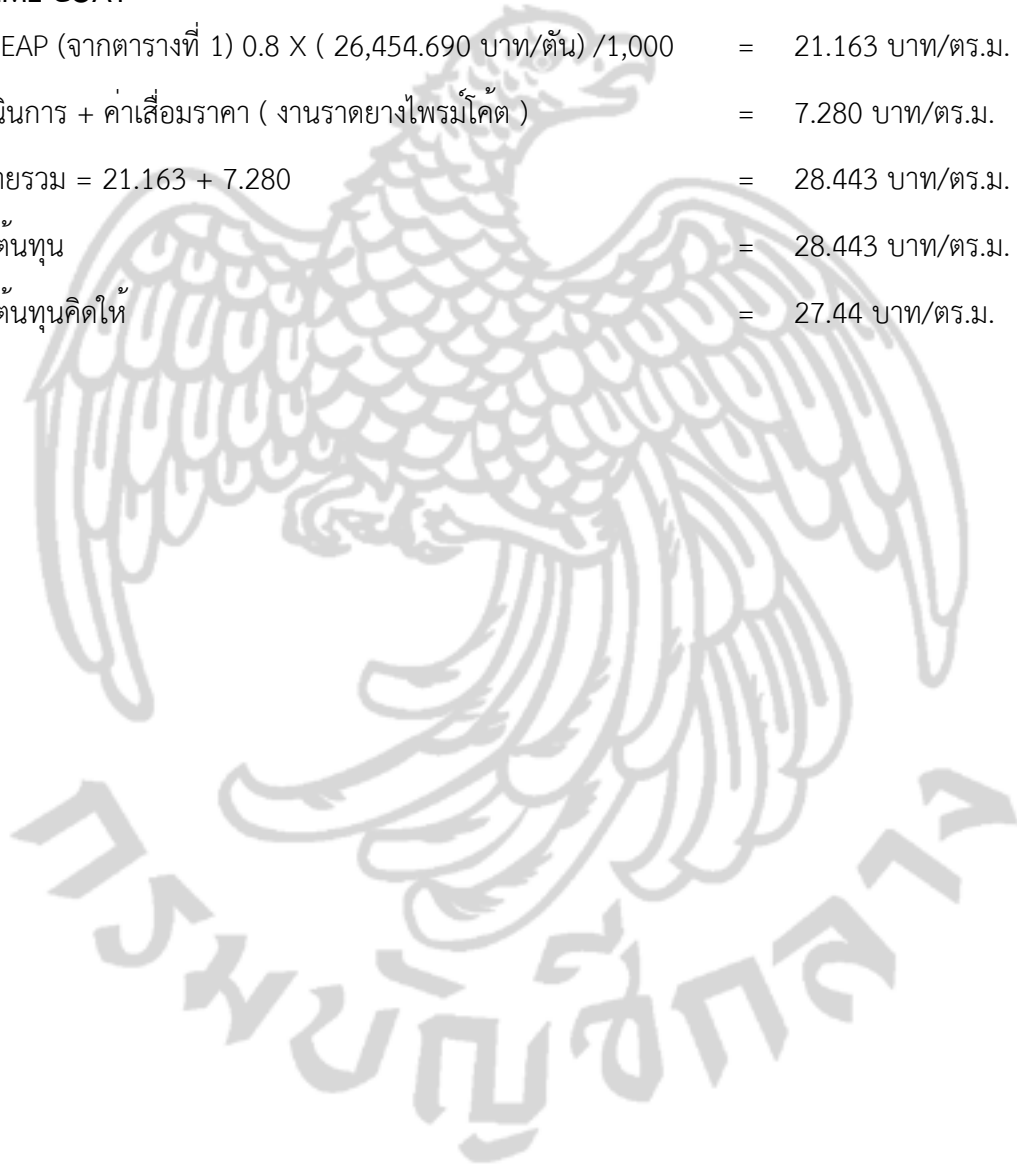 EAP (จากตารางที่ 1) 0.8 X ( 26,454.690 บาท/ตัน) /1,000 = 21.163 บาท/ตร.ม.
นินการ + ค่าเสื่อมราคา ( งานราดยางไพรม์โค้ต ) = 7.280 บาท/ตร.ม.
ายรวม = 21.163 + 7.280 = 28.443 บาท/ตร.ม.
ต้นทุน = 28.443 บาท/ตร.ม.
ต้นทุนคิดให้ = 27.44 บาท/ตร.ม.
กรมบัญชีกลาง